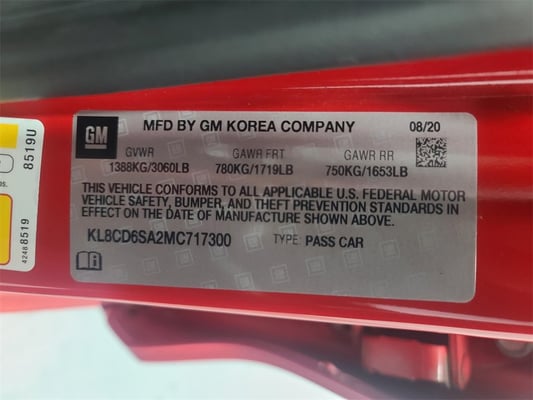 GM
MFD BY GM KOREA COMPANY
08/20
GVWR GAWR FRT GAWR RR
1388KG/3060LB 780KG/1719LB 750KG/1653LB
THIS VEHICLE CONFORMS TO ALL APPLICABLE U.S. FEDERAL MOTOR
VEHICLE SAFETY, BUMPER, AND THEFT PREVENTION STANDARDS IN
EFFECT ON THE DATE OF MANUFACTURE SHOWN ABOVE.
KL8CD6SA2MC717300 TYPE: PASS CAR
8519U
42488519